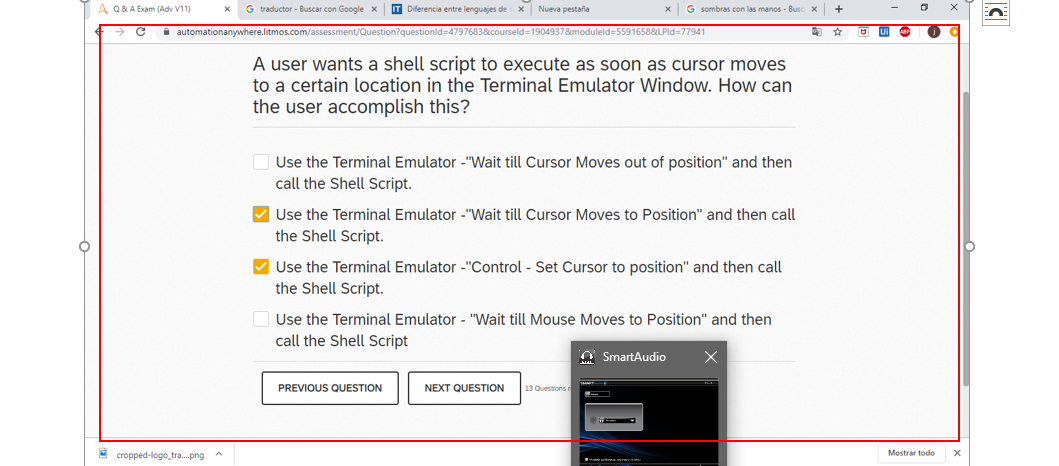 Q & A Exam (Adv V11)
traductor - Buscar con Google
Diferencia entre lenguajes de s
Nueva pestaña
sombras con las manos - Busc
automationanywhere.litmos.com/assessment/Question?questionId=4797683&courseId=1904937&moduleId=5591658&LPId=77941
A user wants a shell script to execute as soon as cursor moves
to a certain location in the Terminal Emulator Window. How can
the user accomplish this?
Use the Terminal Emulator -"Wait till Cursor Moves out of position" and then
call the Shell Script.
Use the Terminal Emulator -"Wait till Cursor Moves to Position" and then call
the Shell Script.
Use the Terminal Emulator -"Control - Set Cursor to position" and then call
the Shell Script.
Use the Terminal Emulator - "Wait till Mouse Moves to Position" and then
call the Shell Script
SmartAudio
PREVIOUS QUESTION
NEXT QUESTION
13 Questions
cropped-logo_tra....png
Mostrar todo